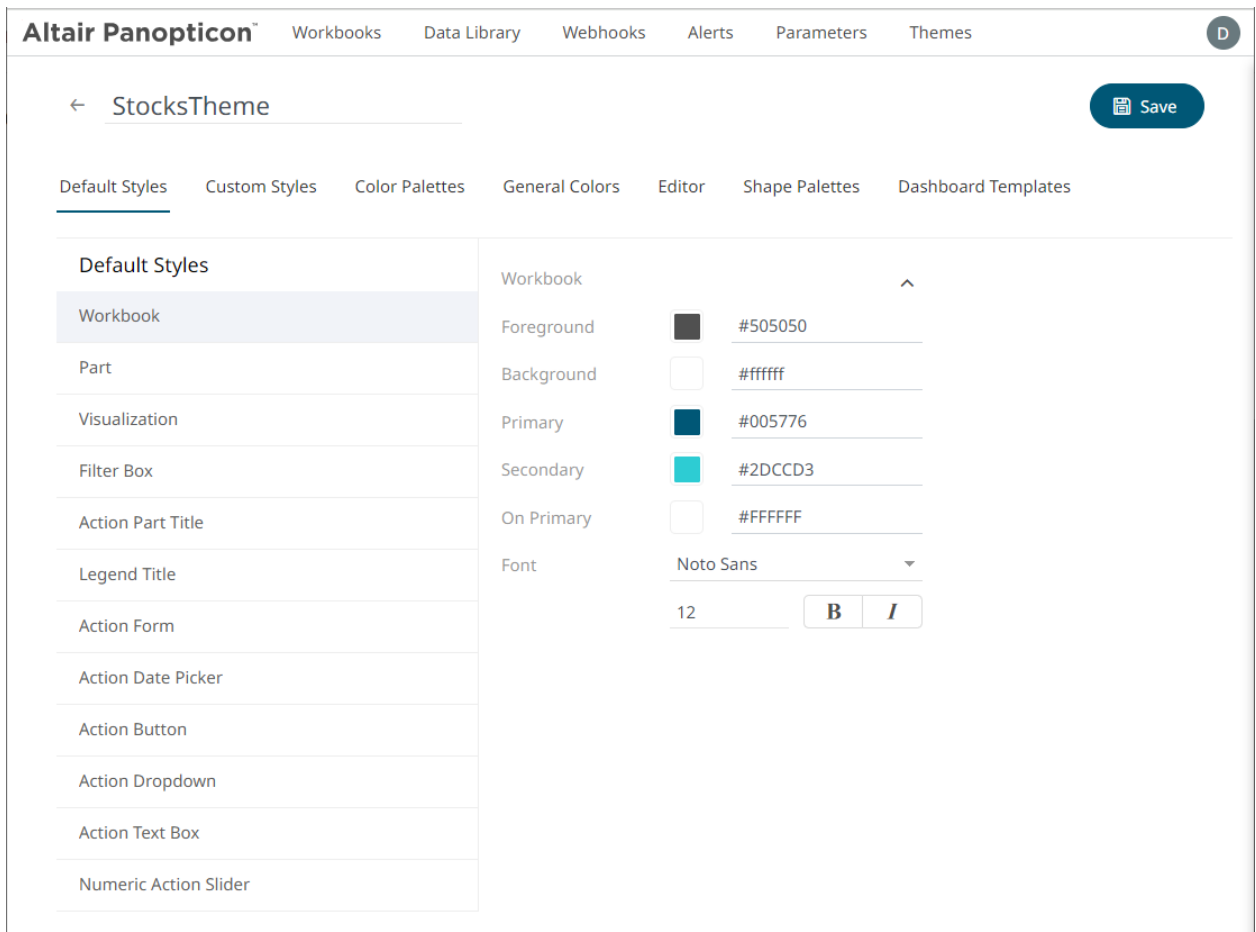 Altair Panopticon™ Workbooks Data Library Webhooks Alerts Parameters Themes D
← StocksTheme Save
Default Styles Custom Styles Color Palettes General Colors Editor Shape Palettes Dashboard Templates
Default Styles
Workbook
Part
Visualization
Filter Box
Action Part Title
Legend Title
Action Form
Action Date Picker
Action Button
Action Dropdown
Action Text Box
Numeric Action Slider
Workbook
Foreground #505050
Background #ffffff
Primary #005776
Secondary #2DCCD3
On Primary #FFFFFF
Font Noto Sans
12 B I